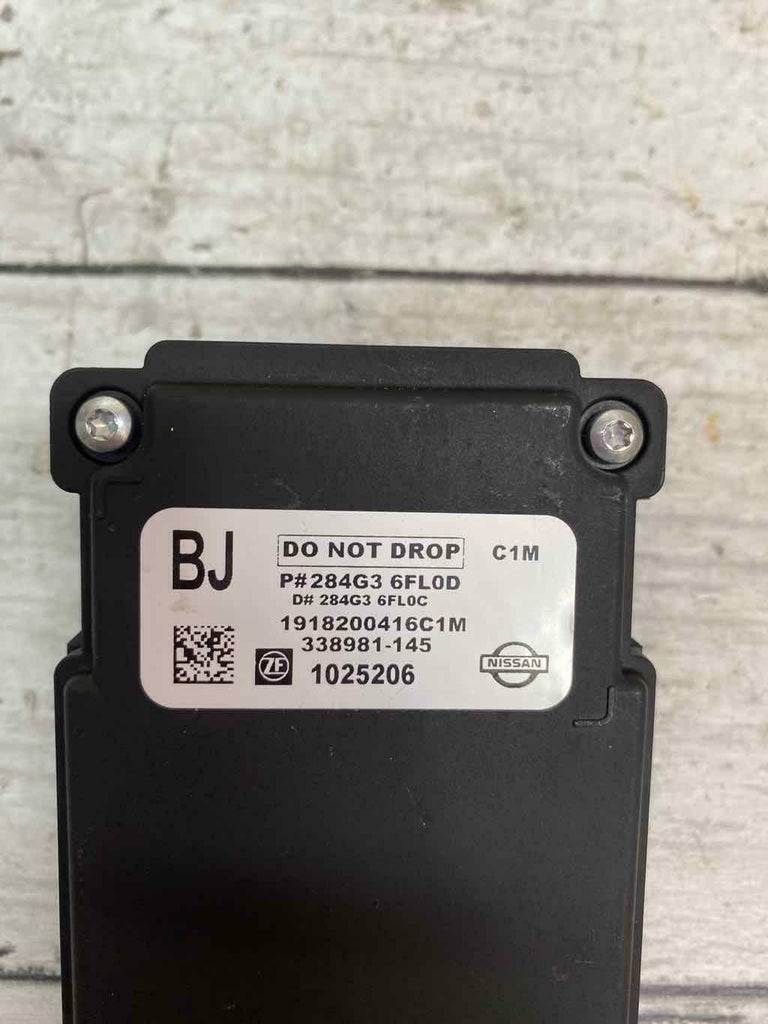 BJ
DO NOT DROP
C1M
P# 284G3 6FL0D
D# 284G3 6FL0C
1918200416C1M
338981-145
ZF
1025206
NISSAN